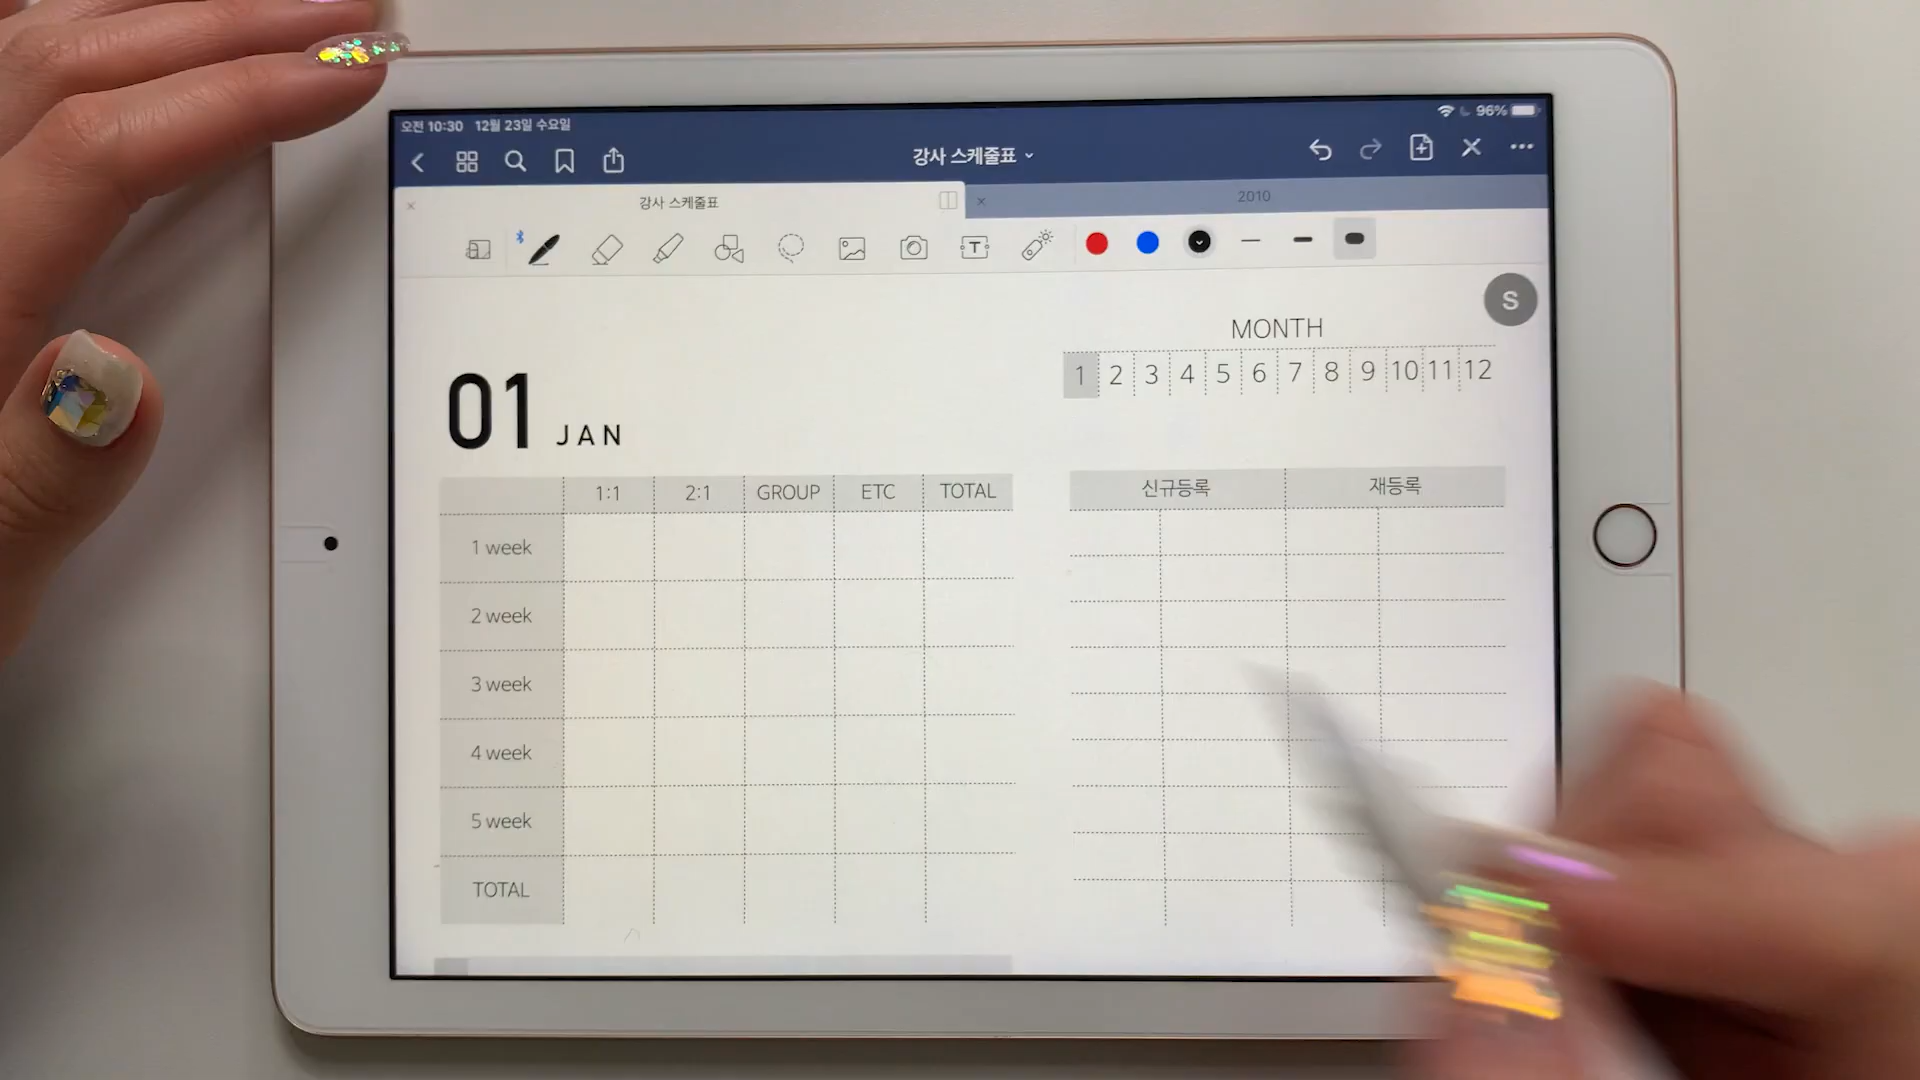 오전 10:30 12월 23일 수요일
96%
강사 스케줄표
강사 스케줄표
2010
T
S
MONTH
1 2 3 4 5 6 7 8 9 10 11 12
01 JAN
1:1 2:1 GROUP ETC TOTAL
신규등록 재등록
1 week
2 week
3 week
4 week
5 week
TOTAL